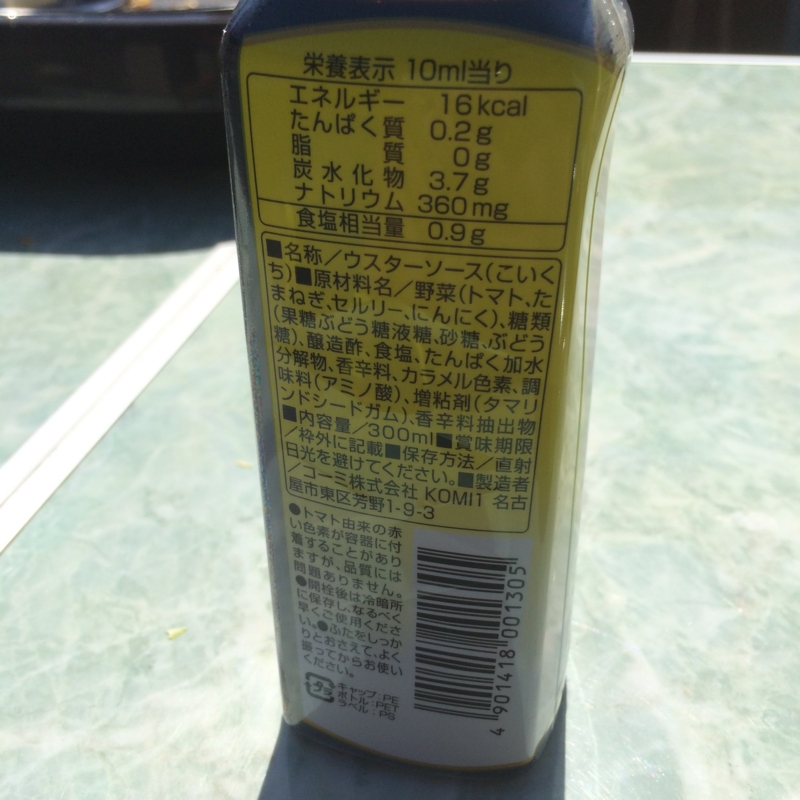 栄養表示 10ml当り
エネルギー 16kcal
たんぱく質 0.2g
脂質 0g
炭水化物 3.7g
ナトリウム 360mg
食塩相当量 0.9g
■名称／ウスターソース(こいく
ち)■原材料名／野菜(トマト、た
まねぎ、セルリー、にんにく)、糖類
(果糖ぶどう糖液糖、砂糖、ぶどう
糖)、醸造酢、食塩、たんぱく加水
分解物、香辛料、カラメル色素、調
味料(アミノ酸)、増粘剤(タマリ
ンドシードガム)、香辛料抽出物
■内容量／300ml■賞味期限
／枠外に記載■保存方法／直射
日光を避けてください。■製造者
／コーミ株式会社 KOMI1 名古
屋市東区芳野1-9-3
●トマト由来の赤
い色素が容器に付
着することがあり
ますが、品質には
問題ありません。
●開栓後は冷暗所
に保存し、なるべく
早くご使用くださ
い。●ふたをしっか
りとおさえて、よく
振ってからお使い
ください。
キャップ:PE
ボトル:PET
ラベル:PS
4 901418 001305